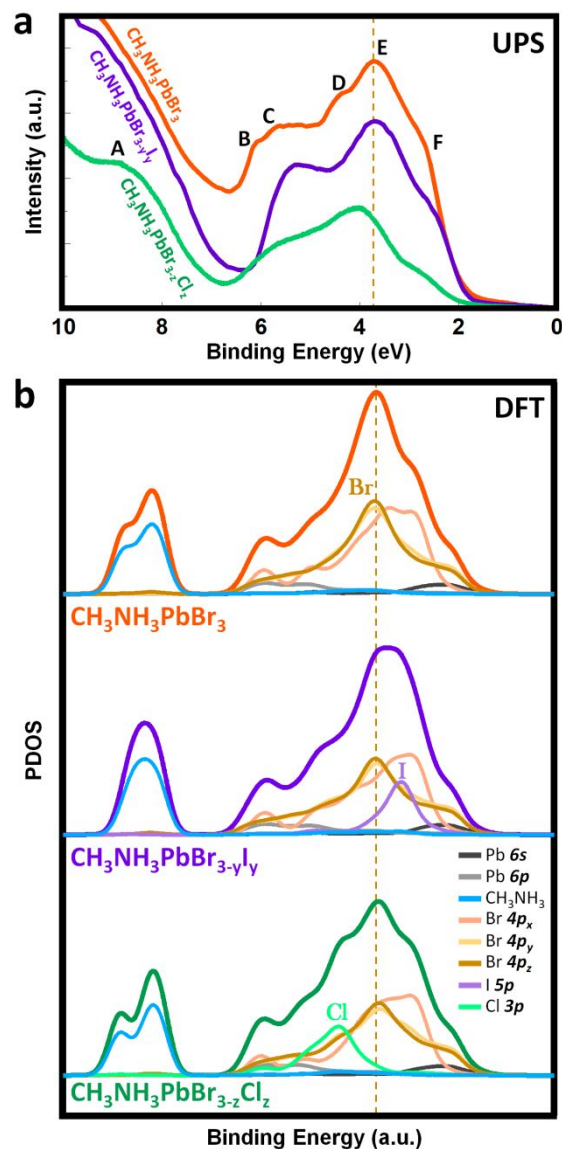 a
UPS
CH₃NH₃PbBr₃
CH₃NH₃PbBr₃₋yIy
CH₃NH₃PbBr₃₋zClz
A
B
C
D
E
F
Intensity (a.u.)
10 8 6 4 2 0
Binding Energy (eV)
b
DFT
Br
CH₃NH₃PbBr₃
I
CH₃NH₃PbBr₃₋yIy
PDOS
Pb 6s
Pb 6p
CH₃NH₃
Br 4pₓ
Br 4py
Br 4pz
I 5p
Cl 3p
Cl
CH₃NH₃PbBr₃₋zClz
Binding Energy (a.u.)